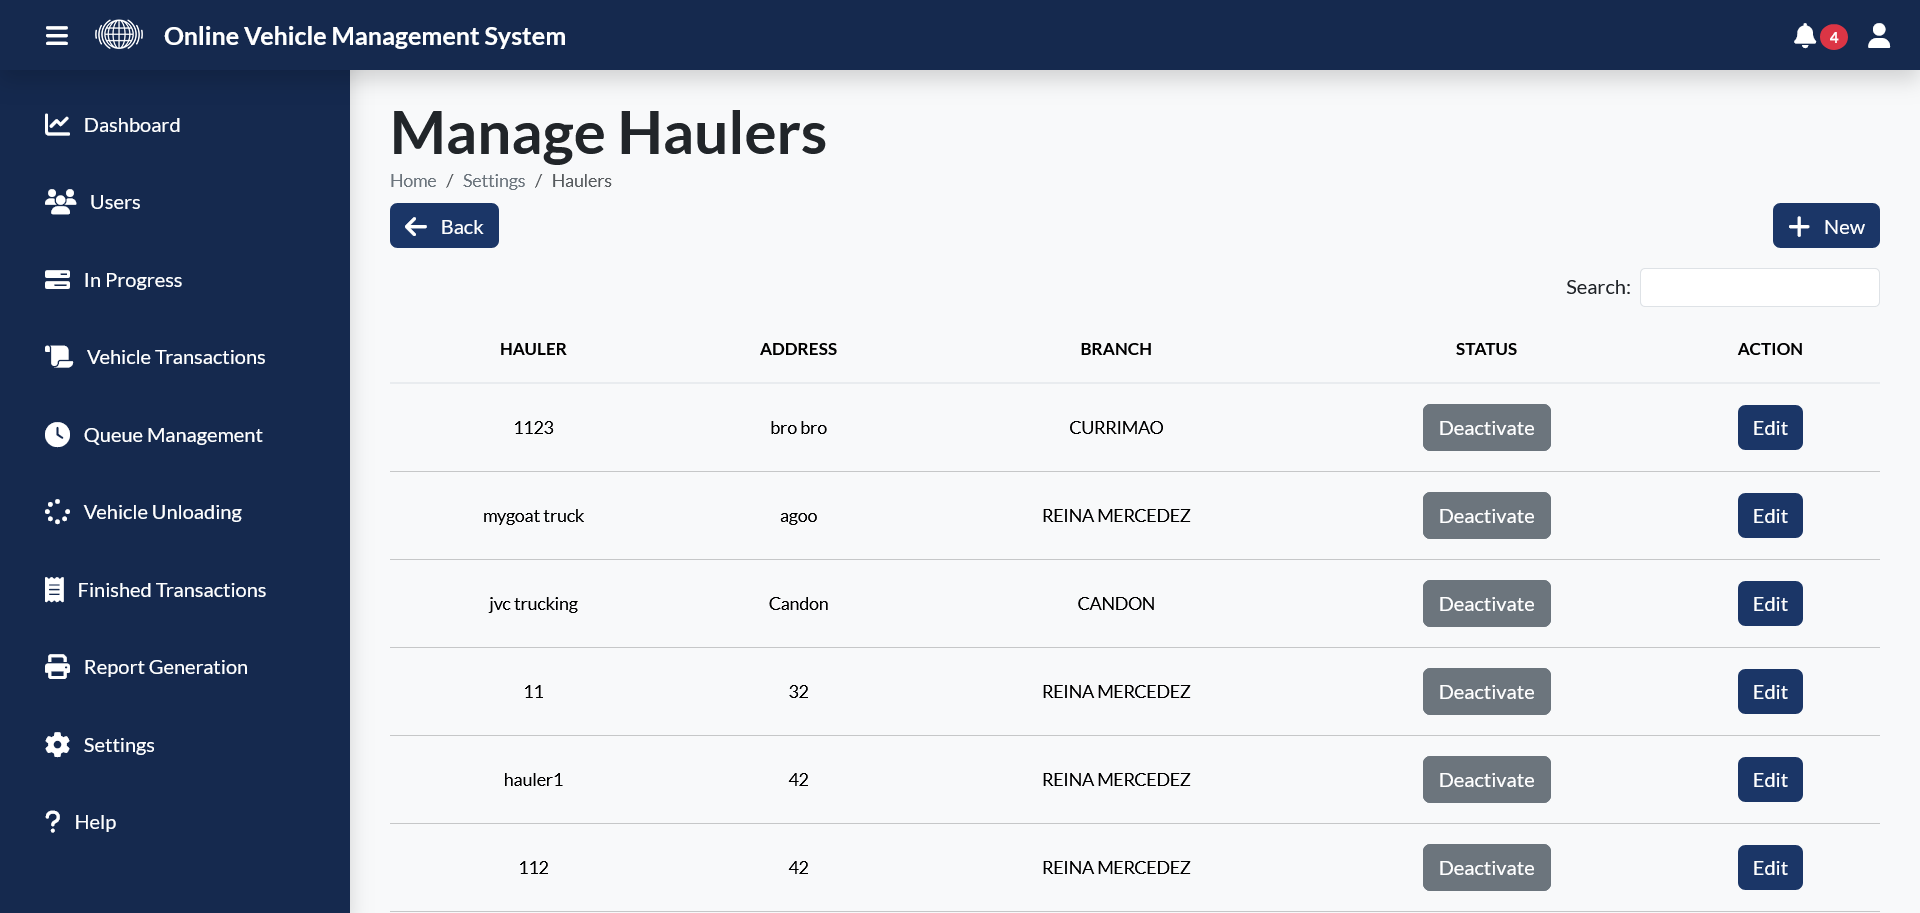 Online Vehicle Management System
4
Dashboard
Users
In Progress
Vehicle Transactions
Queue Management
Vehicle Unloading
Finished Transactions
Report Generation
Settings
Help
Manage Haulers
Home / Settings / Haulers
Back
New
Search:
HAULER ADDRESS BRANCH STATUS ACTION
1123 bro bro CURRIMAO Deactivate Edit
mygoat truck agoo REINA MERCEDEZ Deactivate Edit
jvc trucking Candon CANDON Deactivate Edit
11 32 REINA MERCEDEZ Deactivate Edit
hauler1 42 REINA MERCEDEZ Deactivate Edit
112 42 REINA MERCEDEZ Deactivate Edit